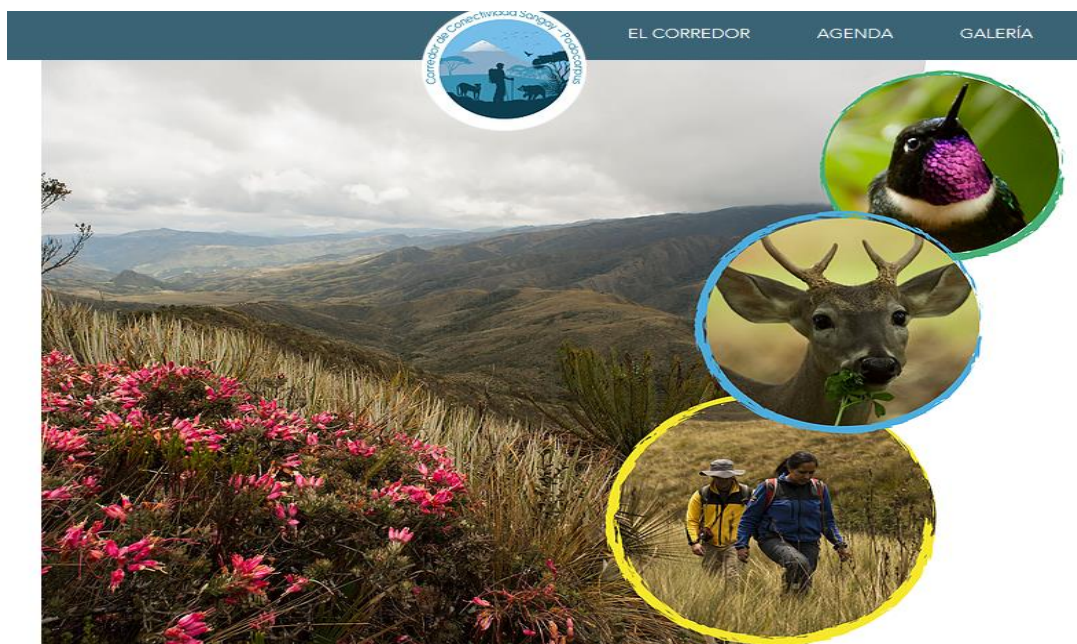 Corredor de Conectividad Sangay - Podocarpus
EL CORREDOR
AGENDA
GALERÍA